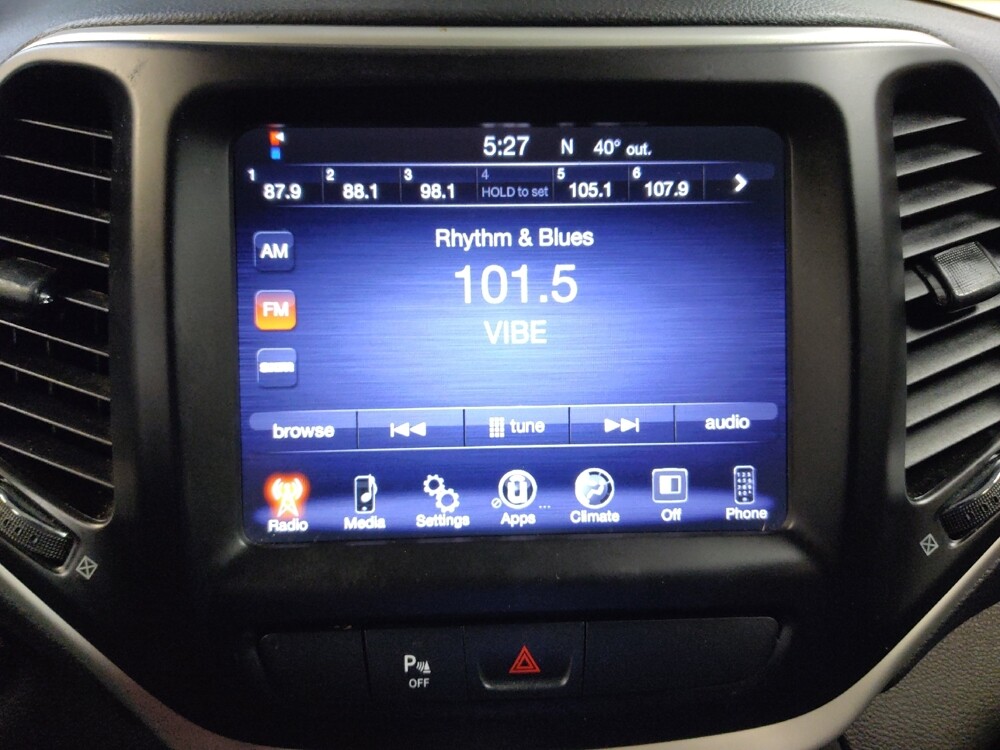 5:27 N 40° out.
1 87.9 2 88.1 3 98.1 4 HOLD to set 5 105.1 6 107.9
Rhythm & Blues
AM
101.5
FM
VIBE
browse tune audio
Radio Media Settings Apps Climate Off Phone
P OFF